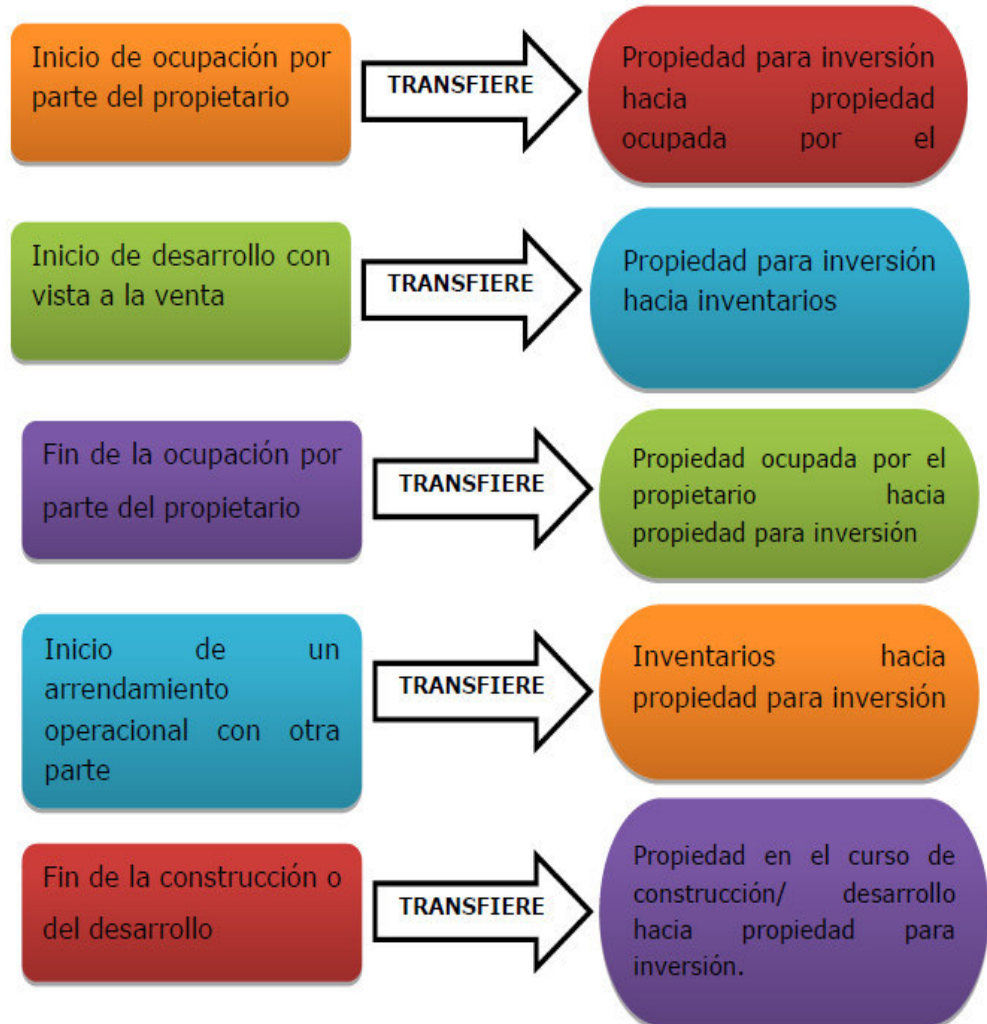 Inicio de ocupación por
parte del propietario
TRANSFIERE
Propiedad para inversión
hacia propiedad
ocupada por el
Inicio de desarrollo con
vista a la venta
TRANSFIERE
Propiedad para inversión
hacia inventarios
Fin de la ocupación por
parte del propietario
TRANSFIERE
Propiedad ocupada por el
propietario hacia
propiedad para inversión
Inicio de un
arrendamiento
operacional con otra
parte
TRANSFIERE
Inventarios hacia
propiedad para inversión
Fin de la construcción o
del desarrollo
TRANSFIERE
Propiedad en el curso de
construcción/ desarrollo
hacia propiedad para
inversión.